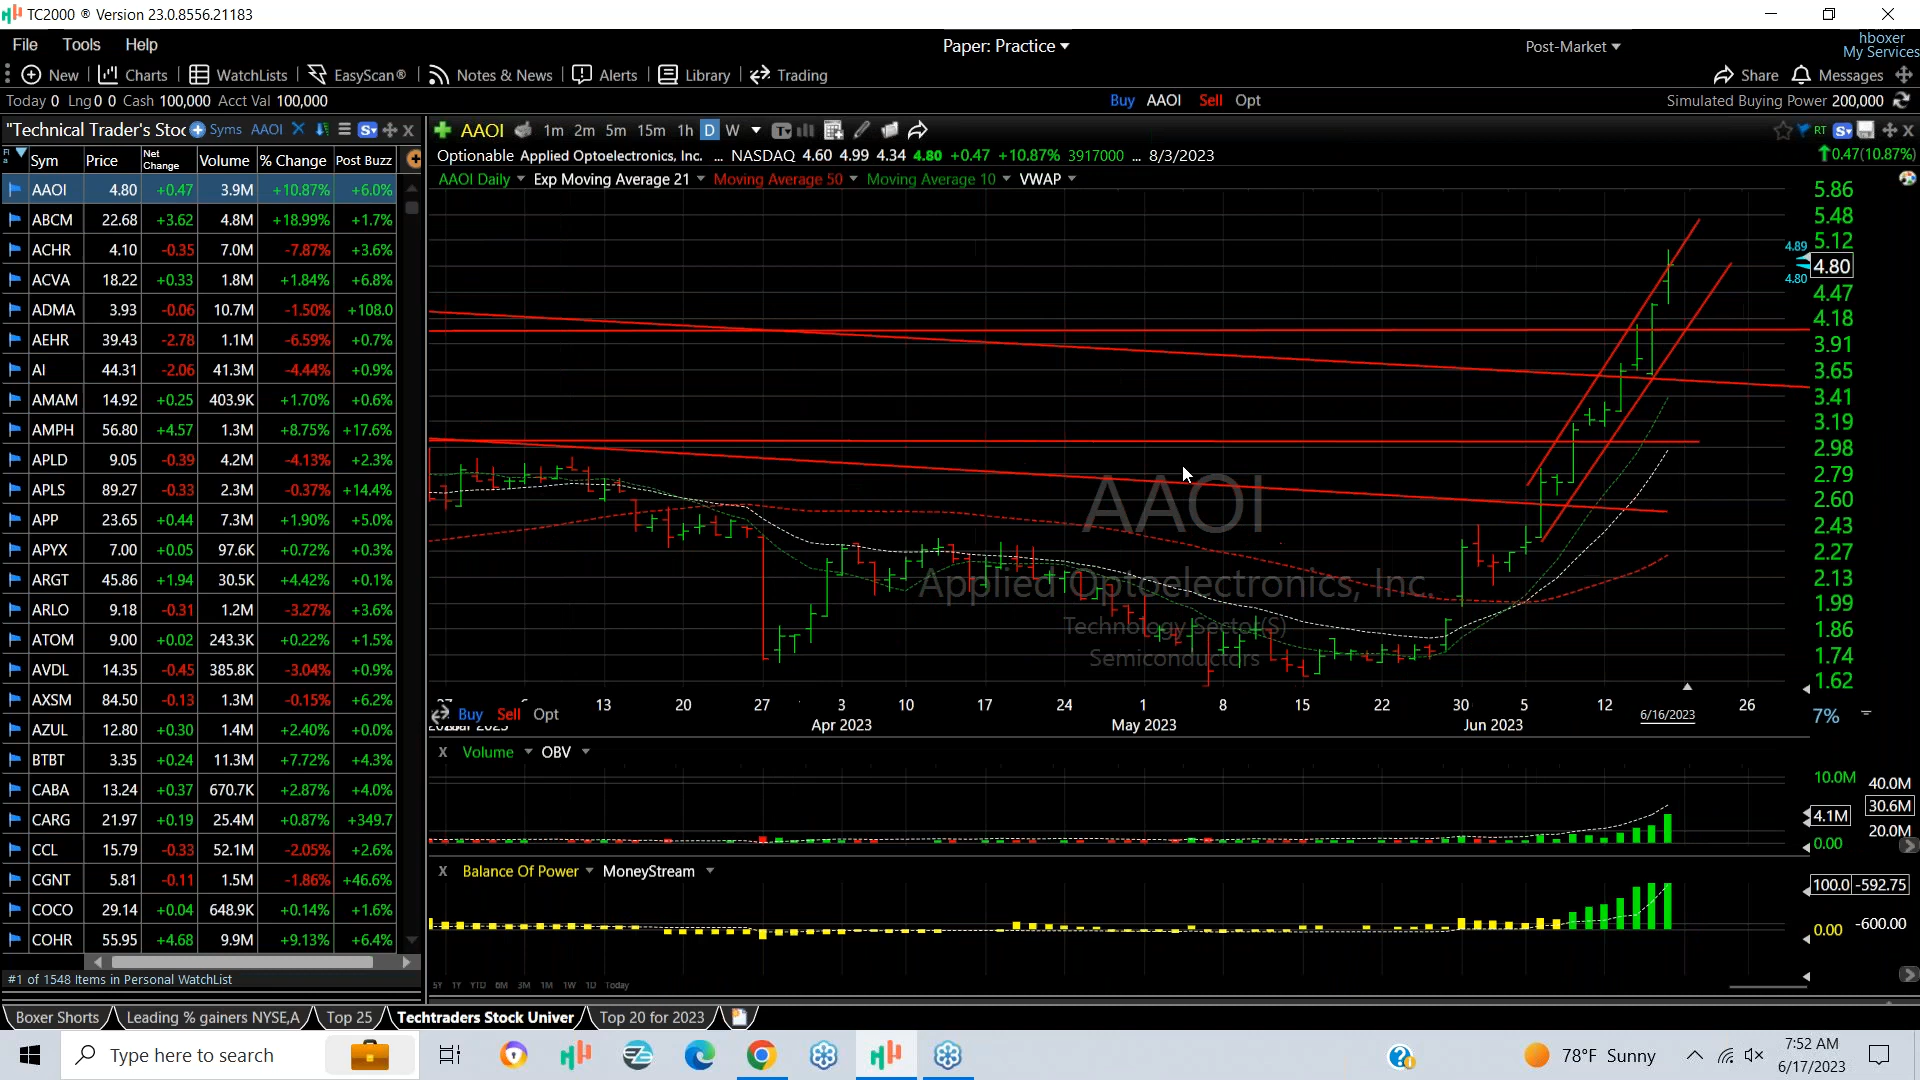 TC2000 ® Version 23.0.8556.21183
File Tools Help
Paper: Practice
Post-Market
hboxer
My Services
New Charts WatchLists EasyScan® Notes & News Alerts Library Trading
Share Messages
Today 0 Lng 0 0 Cash 100,000 Acct Val 100,000
Buy AAOI Sell Opt
Simulated Buying Power 200,000
"Technical Trader's Stoc Syms AAOI
Sym Price Net Change Volume % Change Post Buzz
AAOI 4.80 +0.47 3.9M +10.87% +6.0%
ABCM 22.68 +3.62 4.8M +18.99% +1.7%
ACHR 4.10 -0.35 7.0M -7.87% +3.6%
ACVA 18.22 +0.33 1.8M +1.84% +6.8%
ADMA 3.93 -0.06 10.7M -1.50% +108.0
AEHR 39.43 -2.78 1.1M -6.59% +0.7%
AI 44.31 -2.06 41.3M -4.44% +0.9%
AMAM 14.92 +0.25 403.9K +1.70% +0.6%
AMPH 56.80 +4.57 1.3M +8.75% +17.6%
APLD 9.05 -0.39 4.2M -4.13% +2.3%
APLS 89.27 -0.33 2.3M -0.37% +14.4%
APP 23.65 +0.44 7.3M +1.90% +5.0%
APYX 7.00 +0.05 97.6K +0.72% +0.3%
ARGT 45.86 +1.94 30.5K +4.42% +0.1%
ARLO 9.18 -0.31 1.2M -3.27% +3.6%
ATOM 9.00 +0.02 243.3K +0.22% +1.5%
AVDL 14.35 -0.45 385.8K -3.04% +0.9%
AXSM 84.50 -0.13 1.3M -0.15% +6.2%
AZUL 12.80 +0.30 1.4M +2.40% +0.0%
BTBT 3.35 +0.24 11.3M +7.72% +4.3%
CABA 13.24 +0.37 670.7K +2.87% +4.0%
CARG 21.97 +0.19 25.4M +0.87% +349.7
CCL 15.79 -0.33 52.1M -2.05% +2.6%
CGNT 5.81 -0.11 1.5M -1.86% +46.6%
COCO 29.14 +0.04 648.9K +0.14% +1.6%
COHR 55.95 +4.68 9.9M +9.13% +6.4%
#1 of 1548 Items in Personal WatchList
AAOI 1m 2m 5m 15m 1h D W
RT
Optionable Applied Optoelectronics, Inc. ... NASDAQ 4.60 4.99 4.34 4.80 +0.47 +10.87% 3917000 ... 8/3/2023
0.47(10.87%)
AAOI Daily Exp Moving Average 21 Moving Average 50 Moving Average 10 VWAP
5.86
5.48
5.12
4.89
4.80
4.80
4.47
4.18
3.91
3.65
3.41
3.19
2.98
2.79
2.60
2.43
2.27
2.13
1.99
1.86
1.74
1.62
7%
AAOI
Applied Optoelectronics, Inc.
Technology Sector (S)
Semiconductors
27 6 13 20 27 3 10 17 24 1 8 15 22 30 5 12 6/16/2023 26
Apr 2023 May 2023 Jun 2023
Buy Sell Opt
X Volume OBV
10.0M 40.0M
4.1M 30.6M
20.0M
0.00
X Balance Of Power MoneyStream
100.0 -592.75
0.00 -600.00
5Y 1Y YTD 6M 3M 1M 1W 1D Today
Boxer Shorts Leading % gainers NYSE,A Top 25 Techtraders Stock Univer Top 20 for 2023
Type here to search
78°F Sunny
7:52 AM
6/17/2023